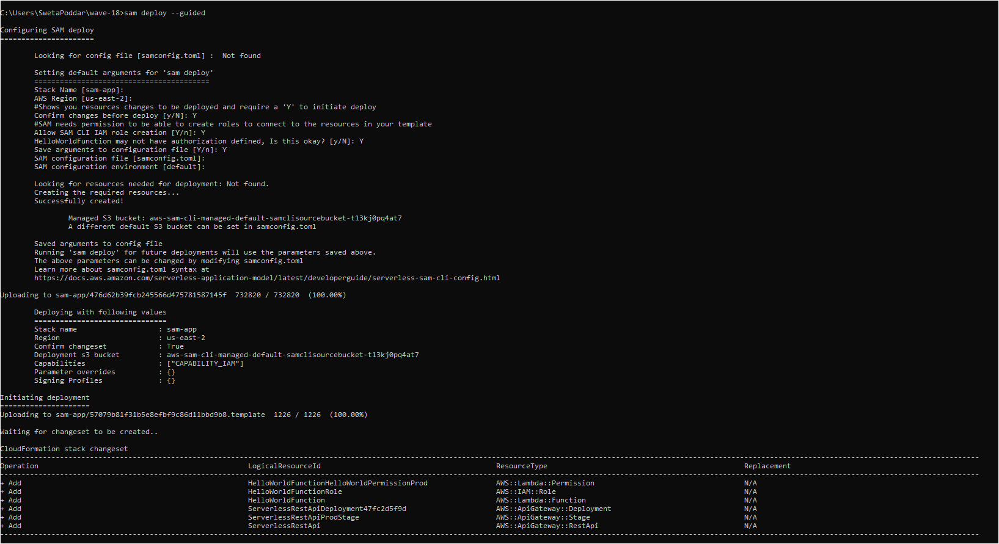 C:\Users\SwetaPoddar\wave-18>sam deploy --guided
Configuring SAM deploy
======================
Looking for config file [samconfig.toml] :  Not found
Setting default arguments for 'sam deploy'
=========================================
Stack Name [sam-app]:
AWS Region [us-east-2]:
#Shows you resources changes to be deployed and require a 'Y' to initiate deploy
Confirm changes before deploy [y/N]: Y
#SAM needs permission to be able to create roles to connect to the resources in your template
Allow SAM CLI IAM role creation [Y/n]: Y
HelloWorldFunction may not have authorization defined, Is this okay? [y/N]: Y
Save arguments to configuration file [Y/n]: Y
SAM configuration file [samconfig.toml]:
SAM configuration environment [default]:
Looking for resources needed for deployment: Not found.
Creating the required resources...
Successfully created!
Managed S3 bucket: aws-sam-cli-managed-default-samclisourcebucket-t13kj0pq4at7
A different default S3 bucket can be set in samconfig.toml
Saved arguments to config file
Running 'sam deploy' for future deployments will use the parameters saved above.
The above parameters can be changed by modifying samconfig.toml
Learn more about samconfig.toml syntax at
https://docs.aws.amazon.com/serverless-application-model/latest/developerguide/serverless-sam-cli-config.html
Uploading to sam-app/476d62b39fcb245566d475781587145f  732820 / 732820  (100.00%)
Deploying with following values
===============================
Stack name                   : sam-app
Region                       : us-east-2
Confirm changeset            : True
Deployment s3 bucket         : aws-sam-cli-managed-default-samclisourcebucket-t13kj0pq4at7
Capabilities                 : ["CAPABILITY_IAM"]
Parameter overrides          : {}
Signing Profiles             : {}
Initiating deployment
=====================
Uploading to sam-app/57079b81f31b5e8efbf9c86d11bbd9b8.template  1226 / 1226  (100.00%)
Waiting for changeset to be created..
CloudFormation stack changeset
Operation LogicalResourceId ResourceType Replacement
+ Add HelloWorldFunctionHelloWorldPermissionProd AWS::Lambda::Permission N/A
+ Add HelloWorldFunctionRole AWS::IAM::Role N/A
+ Add HelloWorldFunction AWS::Lambda::Function N/A
+ Add ServerlessRestApiDeployment47fc2d5f9d AWS::ApiGateway::Deployment N/A
+ Add ServerlessRestApiProdStage AWS::ApiGateway::Stage N/A
+ Add ServerlessRestApi AWS::ApiGateway::RestApi N/A